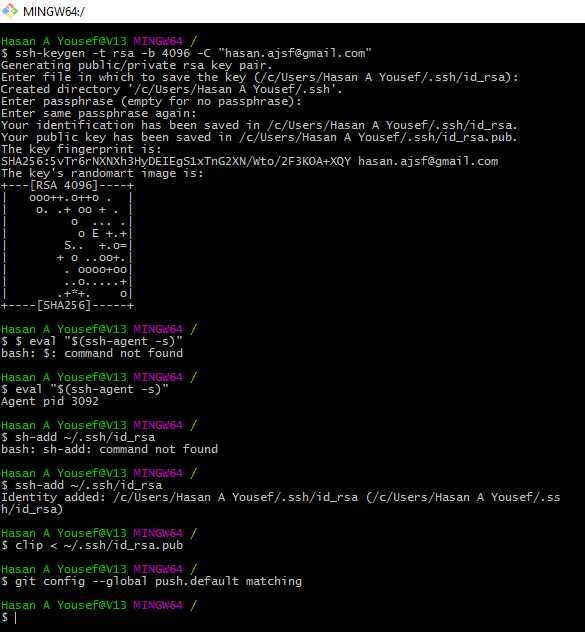 MINGW64:/
Hasan A Yousef@V13 MINGW64 /
$ ssh-keygen -t rsa -b 4096 -C "hasan.ajsf@gmail.com"
Generating public/private rsa key pair.
Enter file in which to save the key (/c/Users/Hasan A Yousef/.ssh/id_rsa):
Created directory '/c/Users/Hasan A Yousef/.ssh'.
Enter passphrase (empty for no passphrase):
Enter same passphrase again:
Your identification has been saved in /c/Users/Hasan A Yousef/.ssh/id_rsa.
Your public key has been saved in /c/Users/Hasan A Yousef/.ssh/id_rsa.pub.
The key fingerprint is:
SHA256:5vTr6rNXNXh3HyDEIEgS1xTnG2XN/Wto/2F3KOA+XQY hasan.ajsf@gmail.com
The key's randomart image is:
+---[RSA 4096]----+
|   ooo++.o++o .  |
|    o. .+ oo + . |
|         o  ... .|
|          o E +.+|
|        S..  +.o=|
|       + o ..oo+.|
|        . oooo+oo|
|        ..o.....+|
|       .+*+.    o|
+----[SHA256]-----+
Hasan A Yousef@V13 MINGW64 /
$ $ eval "$(ssh-agent -s)"
bash: $: command not found
Hasan A Yousef@V13 MINGW64 /
$ eval "$(ssh-agent -s)"
Agent pid 3092
Hasan A Yousef@V13 MINGW64 /
$ sh-add ~/.ssh/id_rsa
bash: sh-add: command not found
Hasan A Yousef@V13 MINGW64 /
$ ssh-add ~/.ssh/id_rsa
Identity added: /c/Users/Hasan A Yousef/.ssh/id_rsa (/c/Users/Hasan A Yousef/.ss
h/id_rsa)
Hasan A Yousef@V13 MINGW64 /
$ clip < ~/.ssh/id_rsa.pub
Hasan A Yousef@V13 MINGW64 /
$ git config --global push.default matching
Hasan A Yousef@V13 MINGW64 /
$